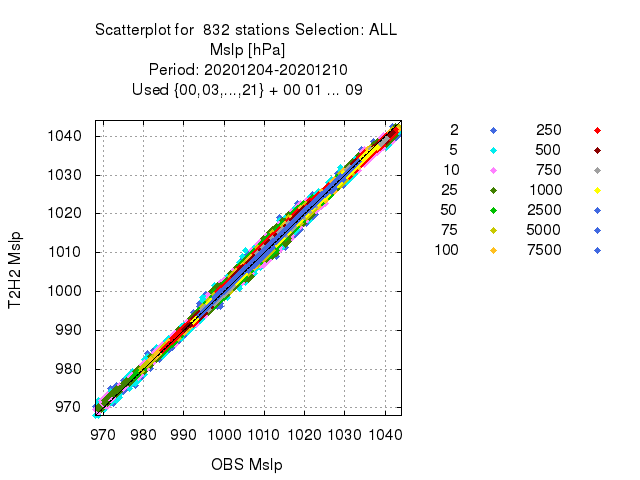 Scatterplot for 832 stations Selection: ALL
Mslp [hPa]
Period: 20201204-20201210
Used {00,03,...,21} + 00 01 ... 09
T2H2 Mslp
1040
1030
1020
1010
1000
990
980
970
970 980 990 1000 1010 1020 1030 1040
OBS Mslp
2 250
5 500
10 750
25 1000
50 2500
75 5000
100 7500